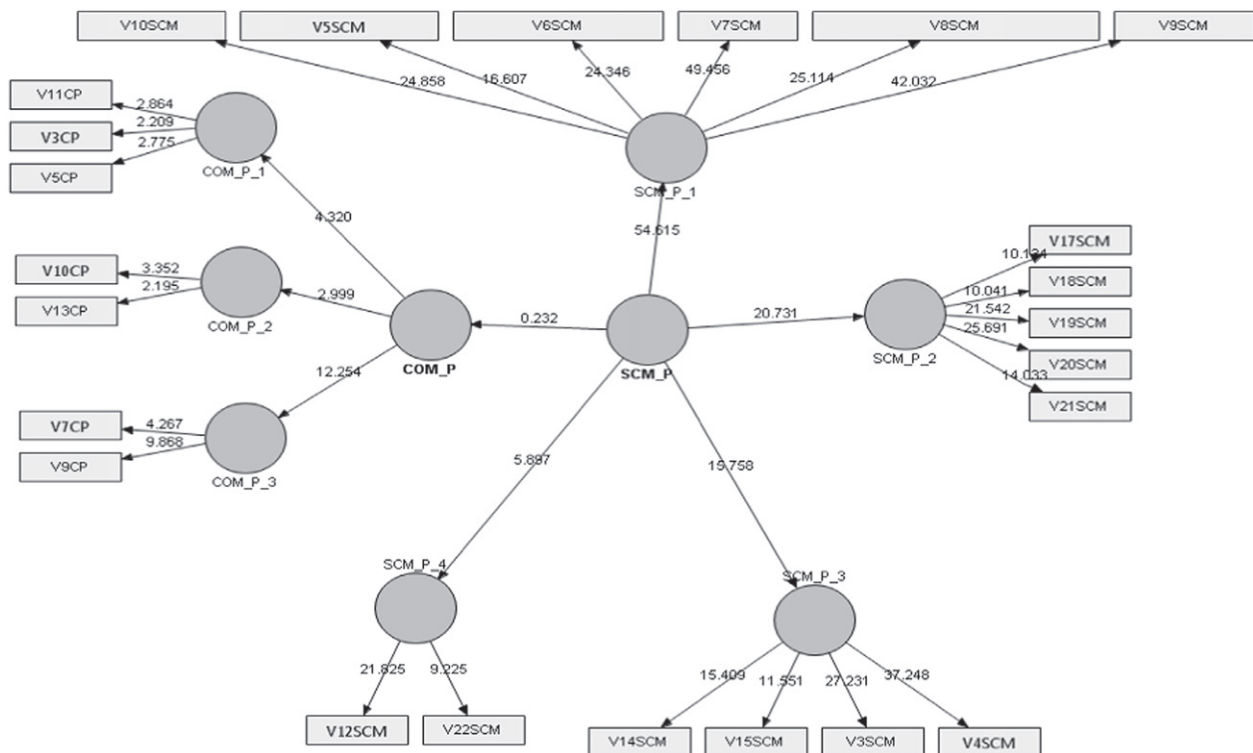 V10SCM
V5SCM
V6SCM
V7SCM
V8SCM
V9SCM
24.858
16.607
24.346
49.456
25.114
42.032
V11CP
V3CP
V5CP
2.864
2.209
2.775
COM_P_1
SCM_P_1
4.320
54.615
V10CP
V13CP
3.352
2.195
COM_P_2
2.999
0.232
20.731
COM_P
SCM_P
SCM_P_2
V17SCM
V18SCM
V19SCM
V20SCM
V21SCM
10.134
10.041
21.542
25.691
14.033
12.254
V7CP
V9CP
4.267
9.868
COM_P_3
5.897
15.758
SCM_P_4
SCM_P_3
21.825
9.225
V12SCM
V22SCM
15.409
11.551
27.231
37.248
V14SCM
V15SCM
V3SCM
V4SCM